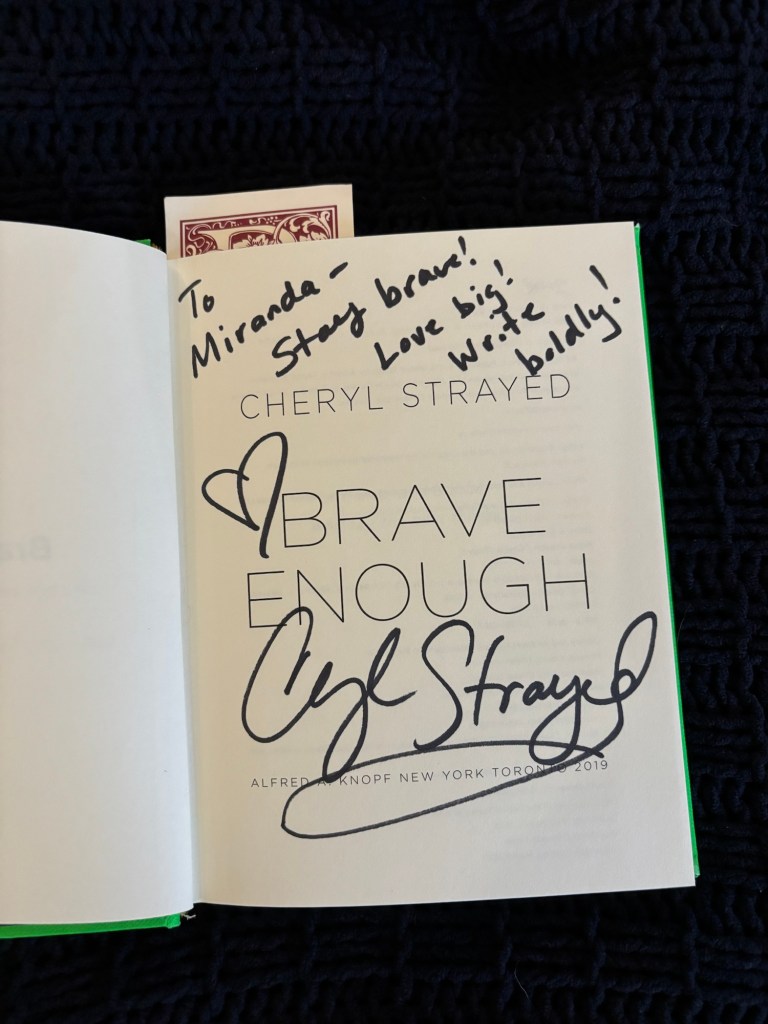 To
Miranda –
Stay brave!
Love big!
Write
boldly!
CHERYL STRAYED
BRAVE
ENOUGH
Cheryl Strayed
ALFRED A. KNOPF NEW YORK TORONTO 2019